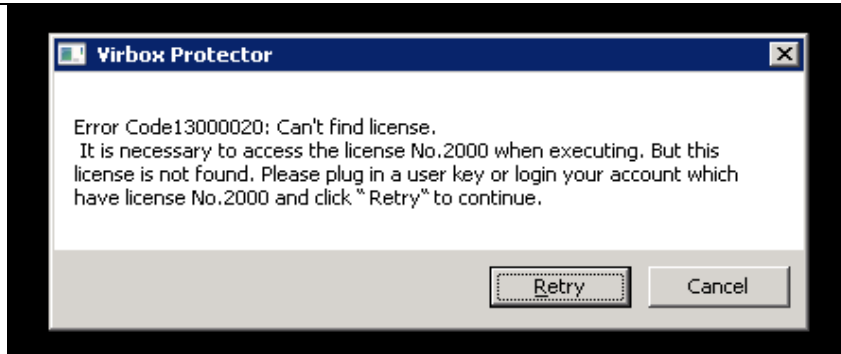 Virbox Protector
Error Code13000020: Can't find license.
It is necessary to access the license No.2000 when executing. But this
license is not found. Please plug in a user key or login your account which
have license No.2000 and click “ Retry“ to continue.
Retry
Cancel